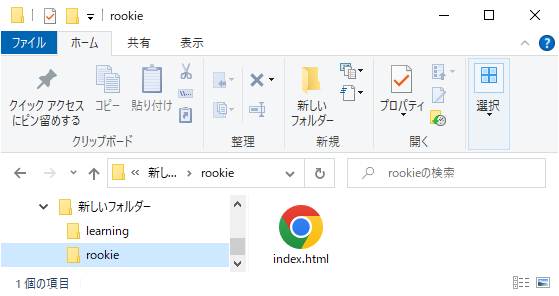 rookie
ファイル ホーム 共有 表示
クイック アクセス
にピン留めする
コピー
貼り付け
クリップボード
整理
新しい
フォルダー
新規
プロパティ
開く
選択
新し... rookie
rookieの検索
新しいフォルダー
learning
rookie
index.html
1 個の項目